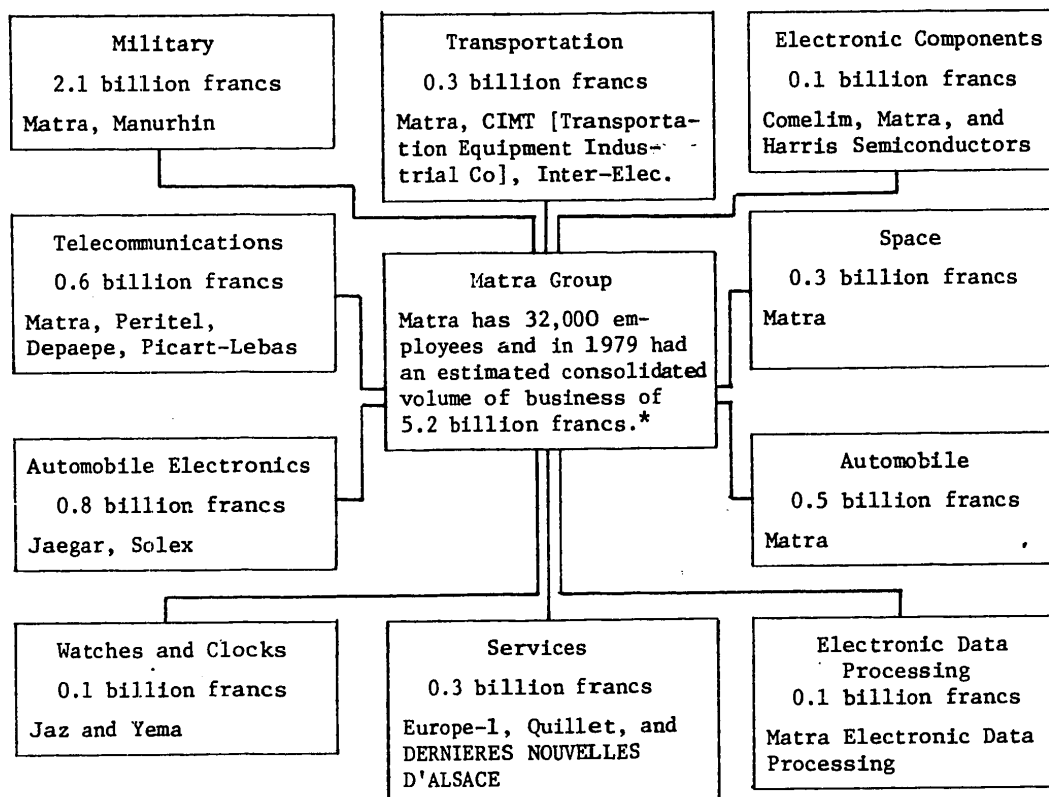 Military
2.1 billion francs
Matra, Manurhin
Transportation
0.3 billion francs
Matra, CIMT [Transporta-
tion Equipment Indus-
trial Co], Inter-Elec.
Electronic Components
0.1 billion francs
Comelim, Matra, and
Harris Semiconductors
Telecommunications
0.6 billion francs
Matra, Peritel,
Depaepe, Picart-Lebas
Matra Group
Matra has 32,000 em-
ployees and in 1979 had
an estimated consolidated
volume of business of
5.2 billion francs.*
Space
0.3 billion francs
Matra
Automobile Electronics
0.8 billion francs
Jaegar, Solex
Automobile
0.5 billion francs
Matra
Watches and Clocks
0.1 billion francs
Jaz and Yema
Services
0.3 billion francs
Europe-1, Quillet, and
DERNIERES NOUVELLES
D'ALSACE
Electronic Data
Processing
0.1 billion francs
Matra Electronic Data
Processing